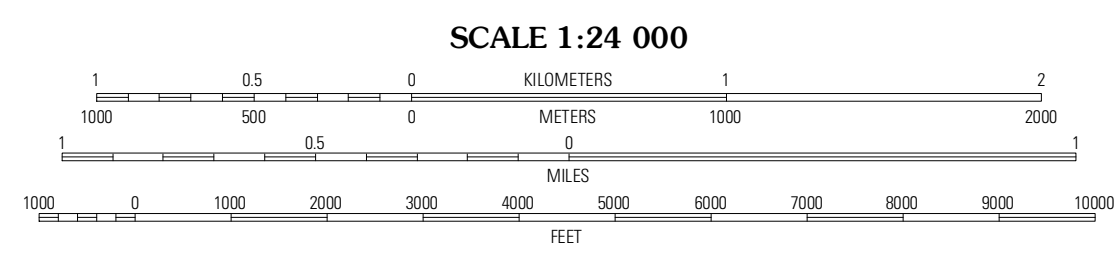 SCALE 1:24 000
1 0.5 0 KILOMETERS 1 2
1000 500 0 METERS 1000 2000
1 0.5 0 1
MILES
1000 0 1000 2000 3000 4000 5000 6000 7000 8000 9000 10000
FEET